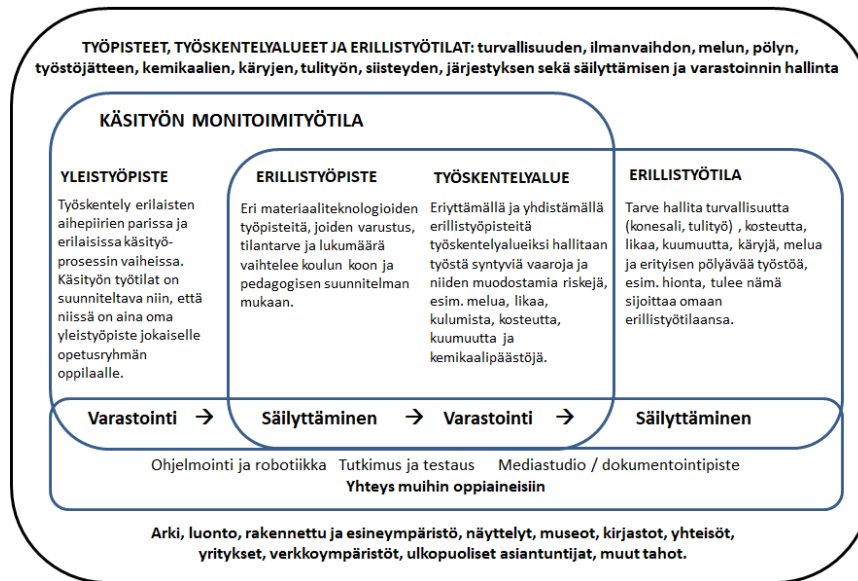 TYÖPISTEET, TYÖSKENTELYALUEET JA ERILLISTYÖTILAT: turvallisuuden, ilmanvaihdon, melun, pölyn,
työstöjätteen, kemikaalien, käryjen, tulityön, siisteyden, järjestyksen sekä säilyttämisen ja varastoinnin hallinta
KÄSITYÖN MONITOIMITYÖTILA
YLEISTYÖPISTE
Työskentely erilaisten
aihepiirien parissa ja
erilaisissa käsityö-
prosessin vaiheissa.
Käsityön työtilat on
suunniteltava niin, että
niissä on aina oma
yleistyöpiste jokaiselle
opetusryhmän
oppilaalle.
ERILLISTYÖPISTE
Eri materiaaliteknologioiden
työpisteitä, joiden varustus,
tilantarve ja lukumäärä
vaihtelee koulun koon ja
pedagogisen suunnitelman
mukaan.
TYÖSKENTELYALUE
Eriyttämällä ja yhdistämällä
erillistyöpisteitä
työskentelyalueiksi hallitaan
työstä syntyviä vaaroja ja
niiden muodostamia riskejä,
esim. melua, likaa,
kulumista, kosteutta,
kuumuutta ja
kemikaalipäästöjä.
ERILLISTYÖTILA
Tarve hallita turvallisuutta
(konesali, tulityö) , kosteutta,
likaa, kuumuutta, käryjä, melua
ja erityisen pölyävää työstöä,
esim. hionta, tulee nämä
sijoittaa omaan
erillistyötilaansa.
Varastointi → Säilyttäminen → Varastointi → Säilyttäminen
Ohjelmointi ja robotiikka Tutkimus ja testaus Mediastudio / dokumentointipiste
Yhteys muihin oppiaineisiin
Arki, luonto, rakennettu ja esineympäristö, näyttelyt, museot, kirjastot, yhteisöt,
yritykset, verkkoympäristöt, ulkopuoliset asiantuntijat, muut tahot.